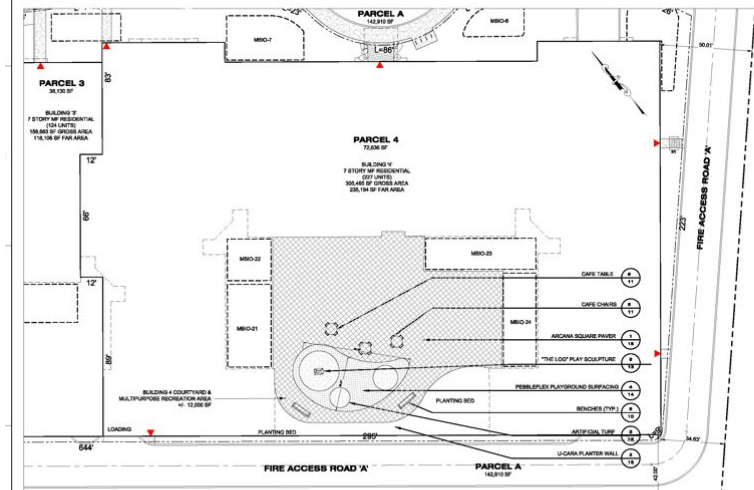 PARCEL A
142,910 SF
MBIO-7
MBIO-6
L=86'
50.01'
PARCEL 3
38,130 SF
BUILDING '3'
7 STORY MF RESIDENTIAL
(124 UNITS)
159,663 SF GROSS AREA
118,106 SF FAR AREA
83'
12'
66'
12'
89'
PARCEL 4
72,636 SF
BUILDING '4'
7 STORY MF RESIDENTIAL
(227 UNITS)
305,485 SF GROSS AREA
235,194 SF FAR AREA
FIRE ACCESS ROAD 'A'
223'
MBIO-22
MBIO-23
MBIO-21
MBIO-24
CAFE TABLE
CAFE CHAIRS
ARCANA SQUARE PAVER
"THE LOG" PLAY SCULPTURE
PEBBLEFLEX PLAYGROUND SURFACING
BENCHES (TYP.)
ARTIFICIAL TURF
U-CARA PLANTER WALL
BUILDING 4 COURTYARD &
MULTIPURPOSE RECREATION AREA
+/- 12,000 SF
PLANTING BED
LOADING
PLANTING BED
295'
644'
34.63'
42.00'
FIRE ACCESS ROAD 'A'
PARCEL A
142,910 SF